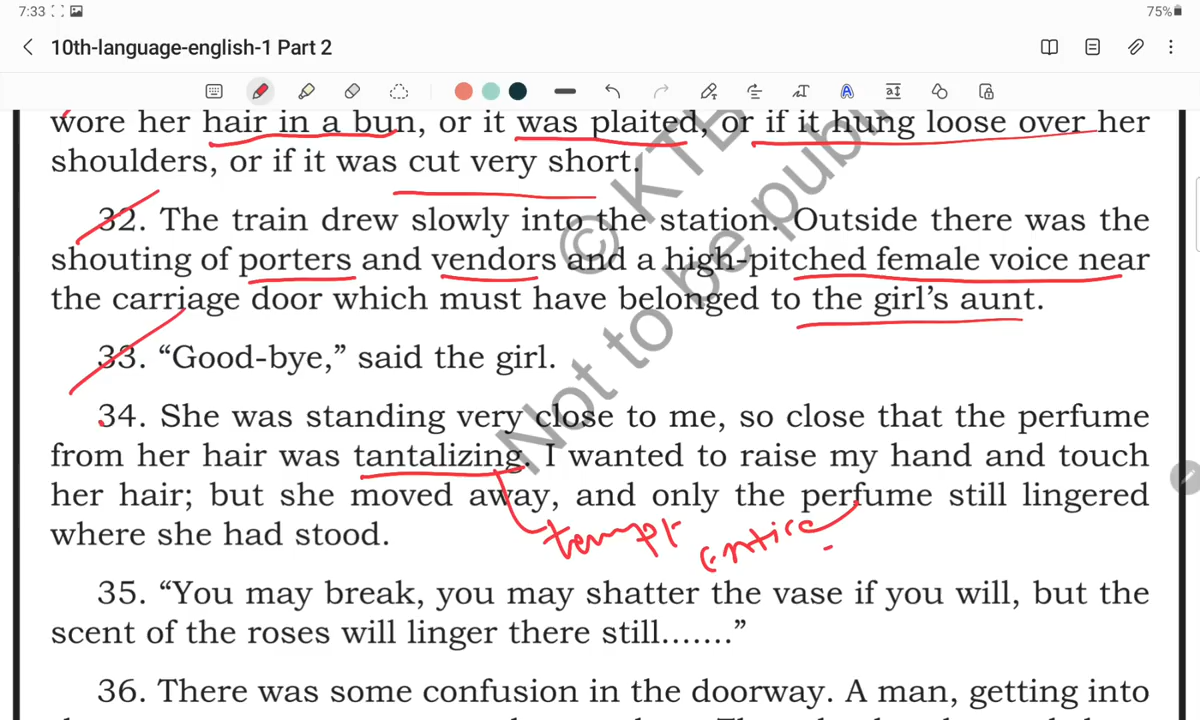 7:33
75%
10th-language-english-1 Part 2
wore her hair in a bun, or it was plaited, or if it hung loose over her
shoulders, or if it was cut very short.
32. The train drew slowly into the station. Outside there was the
shouting of porters and vendors and a high-pitched female voice near
the carriage door which must have belonged to the girl's aunt.
33. “Good-bye,” said the girl.
34. She was standing very close to me, so close that the perfume
from her hair was tantalizing. I wanted to raise my hand and touch
her hair; but she moved away, and only the perfume still lingered
where she had stood.
tempt entice
35. “You may break, you may shatter the vase if you will, but the
scent of the roses will linger there still.......”
36. There was some confusion in the doorway. A man, getting into
© KTB
Not to be publi